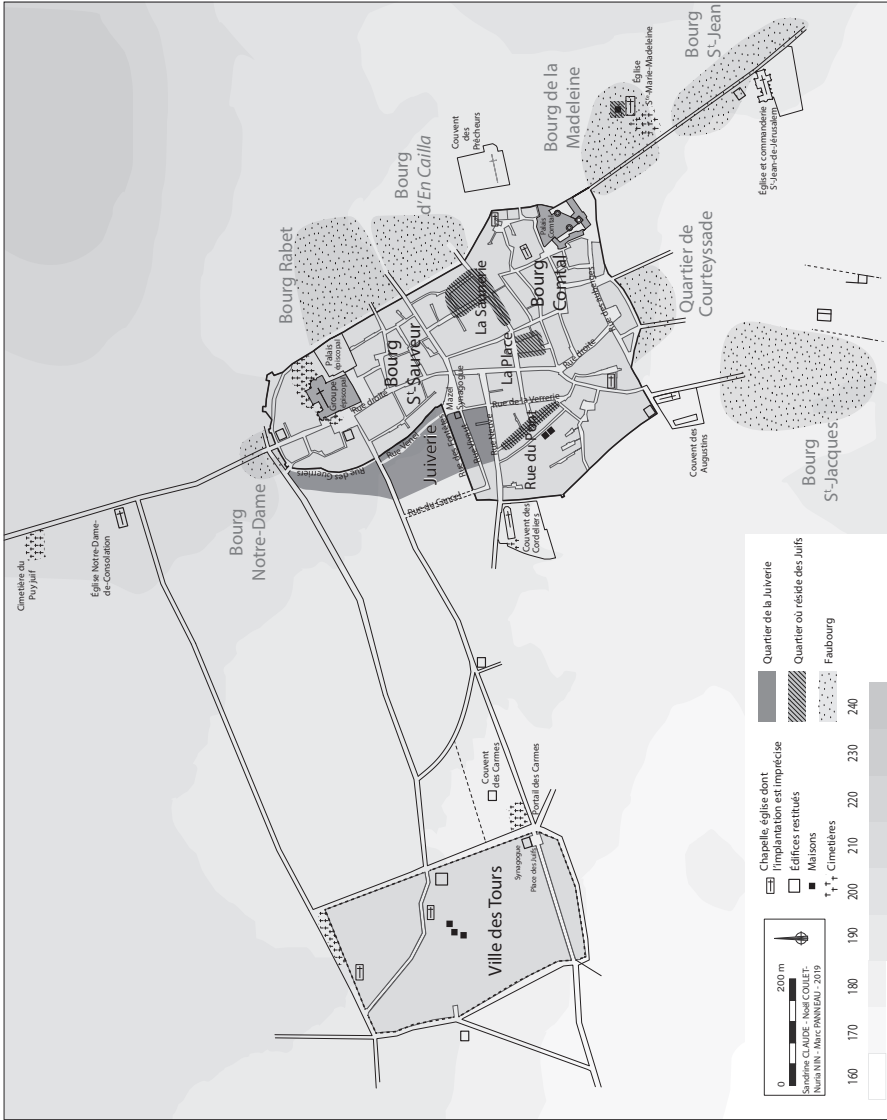 Cimetière du
Puy juif
Église Notre-Dame-
de-Consolation
Bourg
Notre-Dame
Bourg Rabet
Bourg
d'En Cailla
Couvent
des
Prêcheurs
Bourg de la
Madeleine
Église
Ste-Marie-Madeleine
Bourg
St-Jean
Église et commanderie
St-Jean-de-Jérusalem
Quartier de
Courteyssade
Bourg
St-Jacques
Couvent des
Augustins
Couvent des
Cordeliers
Palais
épiscopal
Groupe
épiscopal
Rue droite
Bourg
St-Sauveur
La Saunerie
Bourg
Comtal
Palais
Comtal
La Place
Rue droite
Rue des auberges
Rue de la Verrerie
Mazel
Synagogue
Rue Verrerie
Rue des Guerriers
Juiverie
Rue Neuve
Rue du Pont
Rue du Cancel
Couvent
des Carmes
Portail des Carmes
Synagogue
Place des Juifs
Ville des Tours
0 200 m
Sandrine CLAUDE - Noël COULET-
Nuria NIN - Marc PANNEAU - 2019
Chapelle, église dont
l'implantation est imprécise
Édifices restitués
Maisons
Cimetières
Quartier de la Juiverie
Quartier où réside des Juifs
Faubourg
160 170 180 190 200 210 220 230 240